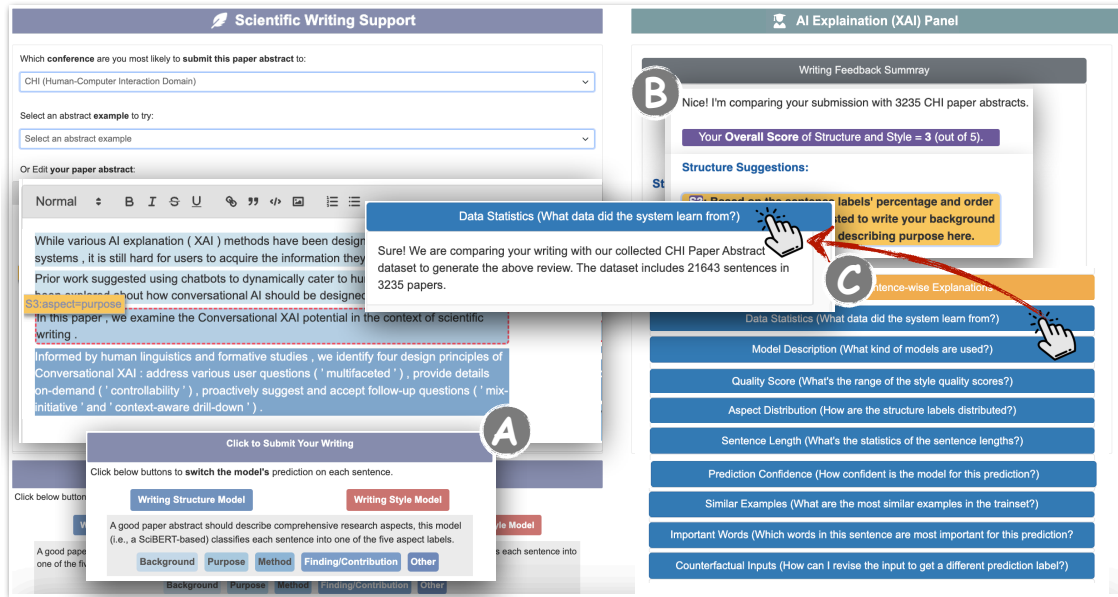 Scientific Writing Support
Which conference are you most likely to submit this paper abstract to:
CHI (Human-Computer Interaction Domain)
Select an abstract example to try:
Select an abstract example
Or Edit your paper abstract:
Normal
B I S U
While various AI explanation ( XAI ) methods have been design
systems , it is still hard for users to acquire the information they
Prior work suggested using chatbots to dynamically cater to hu
about how conversational AI should be designed
S3:aspect=purpose
In this paper , we examine the Conversational XAI potential in the context of scientific
writing .
Informed by human linguistics and formative studies , we identify four design principles of
Conversational XAI : address various user questions ( ' multifaceted ' ) , provide details
on-demand ( ' controllability ' ) , proactively suggest and accept follow-up questions ( ' mix-
initiative ' and ' context-aware drill-down ' ) .
A
Click to Submit Your Writing
Click below buttons to switch the model's prediction on each sentence.
Writing Structure Model
Writing Style Model
A good paper abstract should describe comprehensive research aspects, this model
(i.e., a SciBERT-based) classifies each sentence into one of the five aspect labels.
Background Purpose Method Finding/Contribution Other
Click below button
W
yle Model
A good pape
s each sentence into
one of the fiv
Background Purpose Method Finding/Contribution Other
AI Explaination (XAI) Panel
Writing Feedback Summray
B
Nice! I'm comparing your submission with 3235 CHI paper abstracts.
Your Overall Score of Structure and Style = 3 (out of 5).
Structure Suggestions:
St
S3: Based on the sentence labels' percentage and order
ted to write your background
describing purpose here.
Data Statistics (What data did the system learn from?)
Sure! We are comparing your writing with our collected CHI Paper Abstract
dataset to generate the above review. The dataset includes 21643 sentences in
3235 papers.
C
ntence-wise Explanations
Data Statistics (What data did the system learn from?)
Model Description (What kind of models are used?)
Quality Score (What's the range of the style quality scores?)
Aspect Distribution (How are the structure labels distributed?)
Sentence Length (What's the statistics of the sentence lengths?)
Prediction Confidence (How confident is the model for this prediction?)
Similar Examples (What are the most similar examples in the trainset?)
Important Words (Which words in this sentence are most important for this prediction?
Counterfactual Inputs (How can I revise the input to get a different prediction label?)